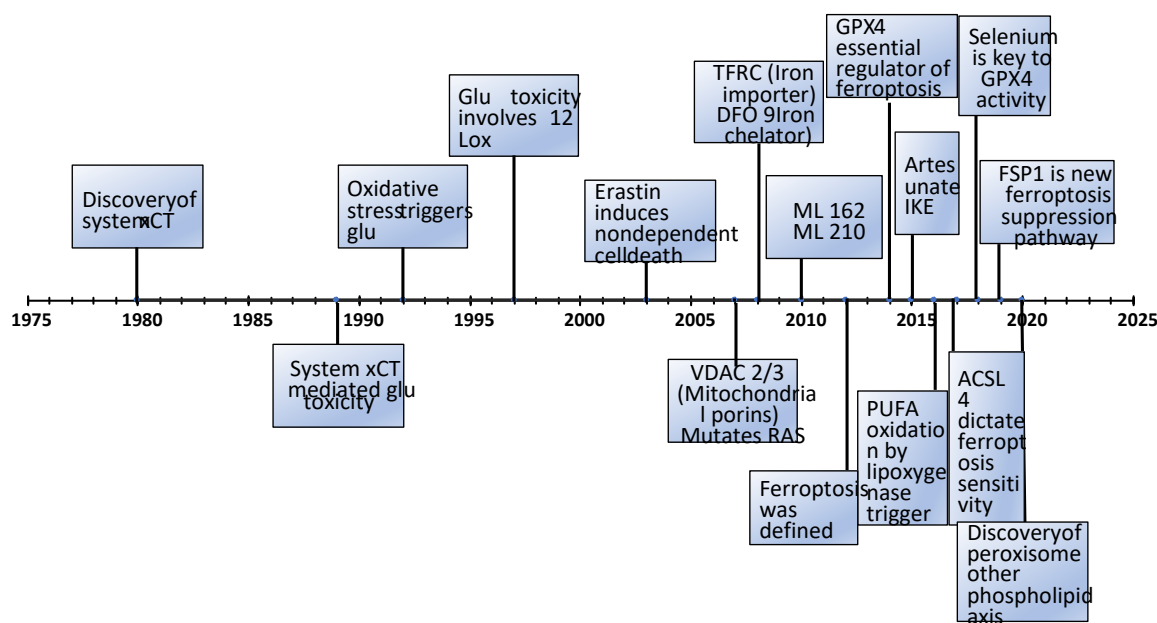 GPX4
essential
regulator of
ferroptosis
Selenium
is key to
GPX4
activity
TFRC (Iron
importer)
DFO 9Iron
chelator)
Glu toxicity
involves 12
Lox
Artes
unate
IKE
Discoveryof
system xCT
Oxidative
stress triggers
glu
Erastin
induces
nondependent
celldeath
ML 162
ML 210
FSP1 is new
ferroptosis
suppression
pathway
1975 1980 1985 1990 1995 2000 2005 2010 2015 2020 2025
System xCT
mediated glu
toxicity
VDAC 2/3
(Mitochondria
l porins)
Mutates RAS
Ferroptosis
was
defined
PUFA
oxidatio
n by
lipoxyge
nase
trigger
ACSL
4
dictate
ferropt
osis
sensiti
vity
Discoveryof
peroxisome
other
phospholipid
axis